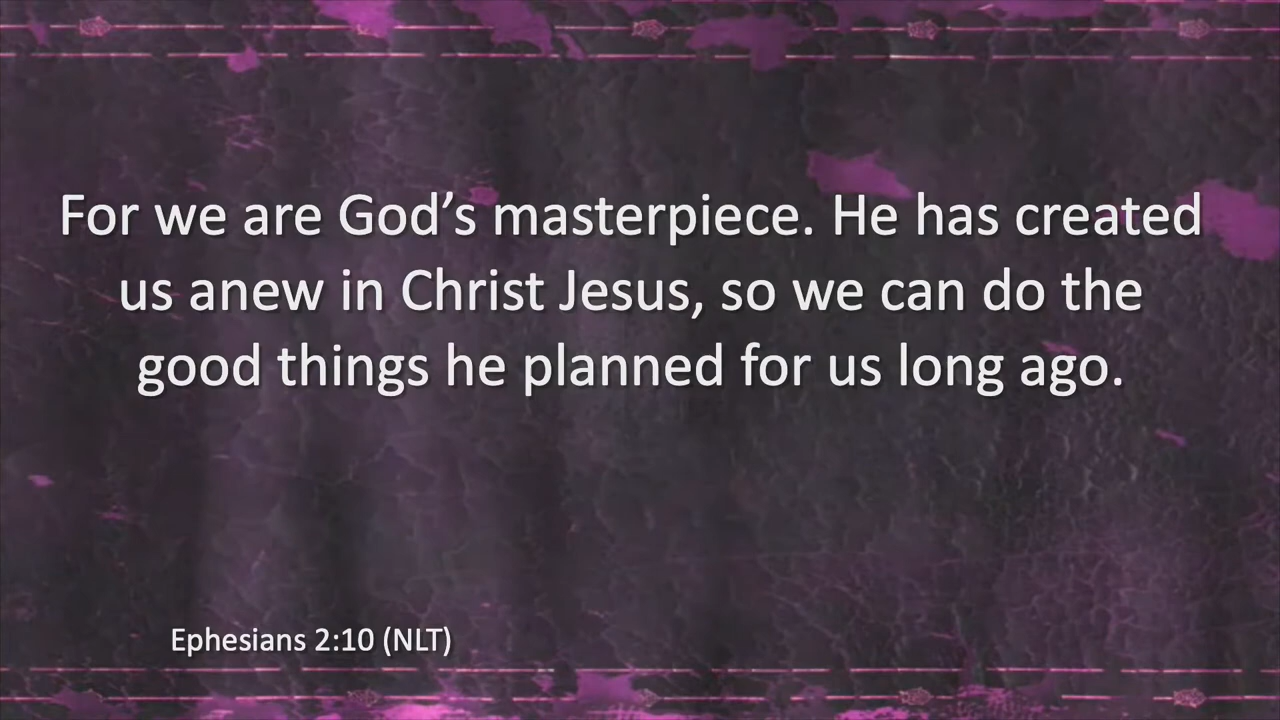 For we are God’s masterpiece. He has created
us anew in Christ Jesus, so we can do the
good things he planned for us long ago.
Ephesians 2:10 (NLT)